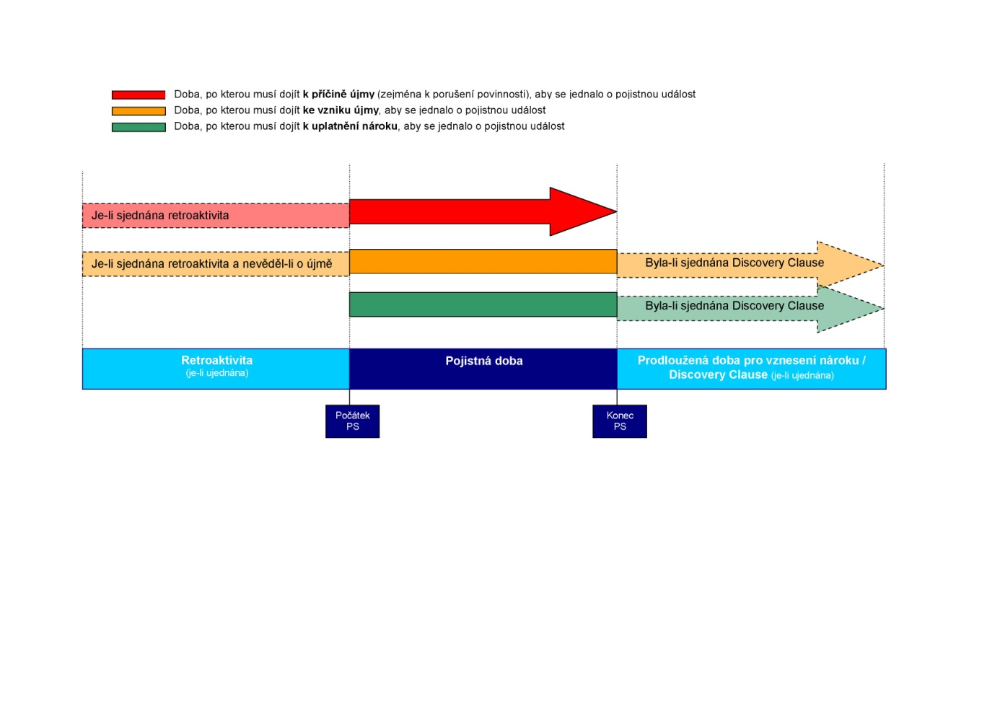 Doba, po kterou musí dojít k příčině újmy (zejména k porušení povinnosti), aby se jednalo o pojistnou událost
Doba, po kterou musí dojít ke vzniku újmy, aby se jednalo o pojistnou událost
Doba, po kterou musí dojít k uplatnění nároku, aby se jednalo o pojistnou událost
Je-li sjednána retroaktivita
Je-li sjednána retroaktivita a nevěděl-li o újmě
Byla-li sjednána Discovery Clause
Byla-li sjednána Discovery Clause
Retroaktivita
(je-li ujednána)
Pojistná doba
Prodloužená doba pro vznesení nároku /
Discovery Clause (je-li ujednána)
Počátek
PS
Konec
PS